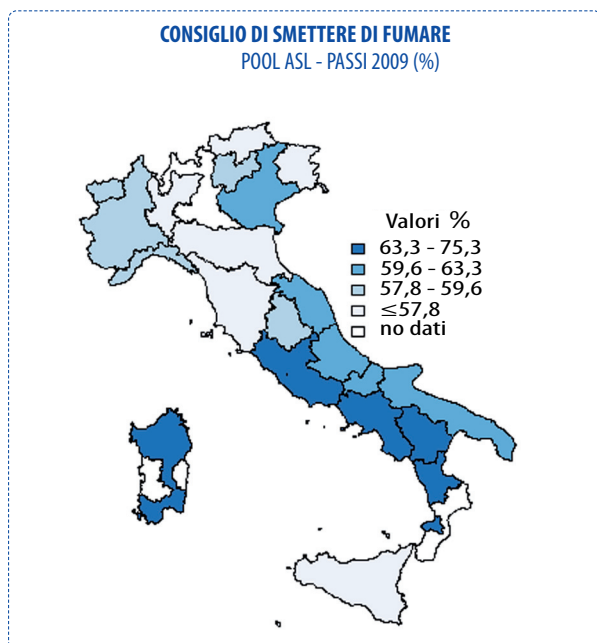 CONSIGLIO DI SMETTERE DI FUMARE
POOL ASL - PASSI 2009 (%)
Valori %
63,3 - 75,3
59,6 - 63,3
57,8 - 59,6
≤57,8
no dati